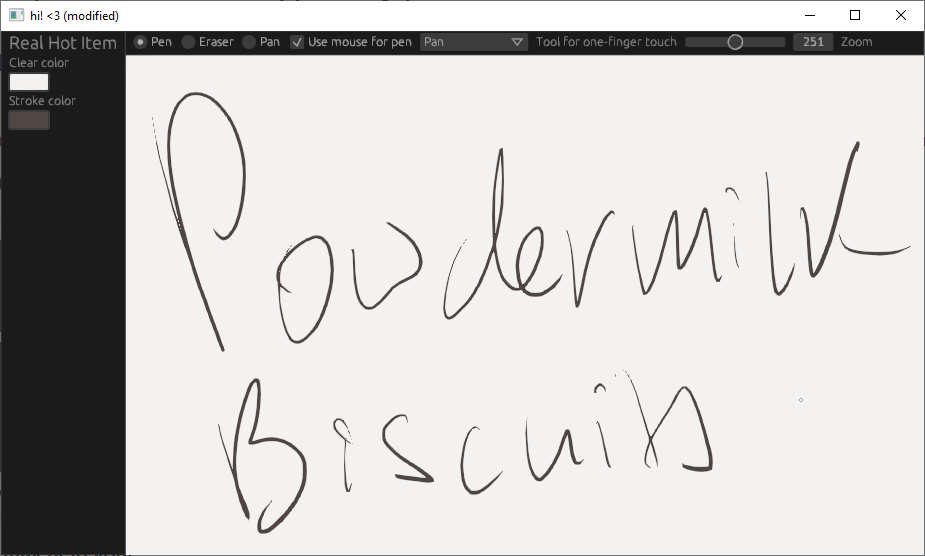 hi! <3 (modified)
Real Hot Item
Pen Eraser Pan Use mouse for pen Pan Tool for one-finger touch 251 Zoom
Clear color
Stroke color
Powdermilk
Biscuits